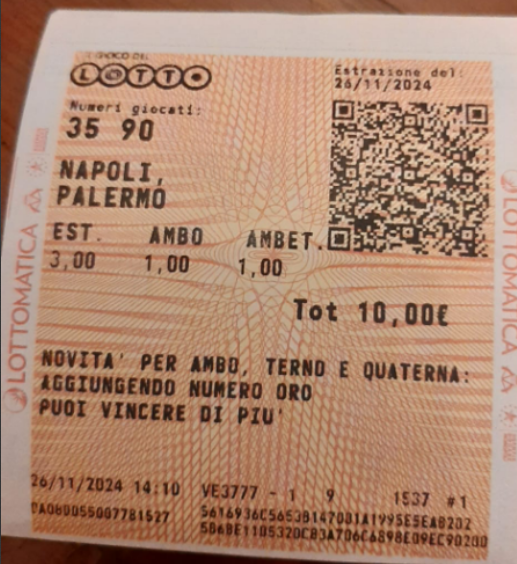 IL GIOCO DEL
LOTTO
Estrazione del:
26/11/2024
Numeri giocati:
35 90
NAPOLI,
PALERMO
EST. AMBO AMBET.
3,00 1,00 1,00
Tot 10,00€
NOVITA' PER AMBO, TERNO E QUATERNA:
AGGIUNGENDO NUMERO ORO
PUOI VINCERE DI PIU'
26/11/2024 14:10 VE3777 - 1 9 1537 #1
LOTTOMATICA
LOTTOMATICA